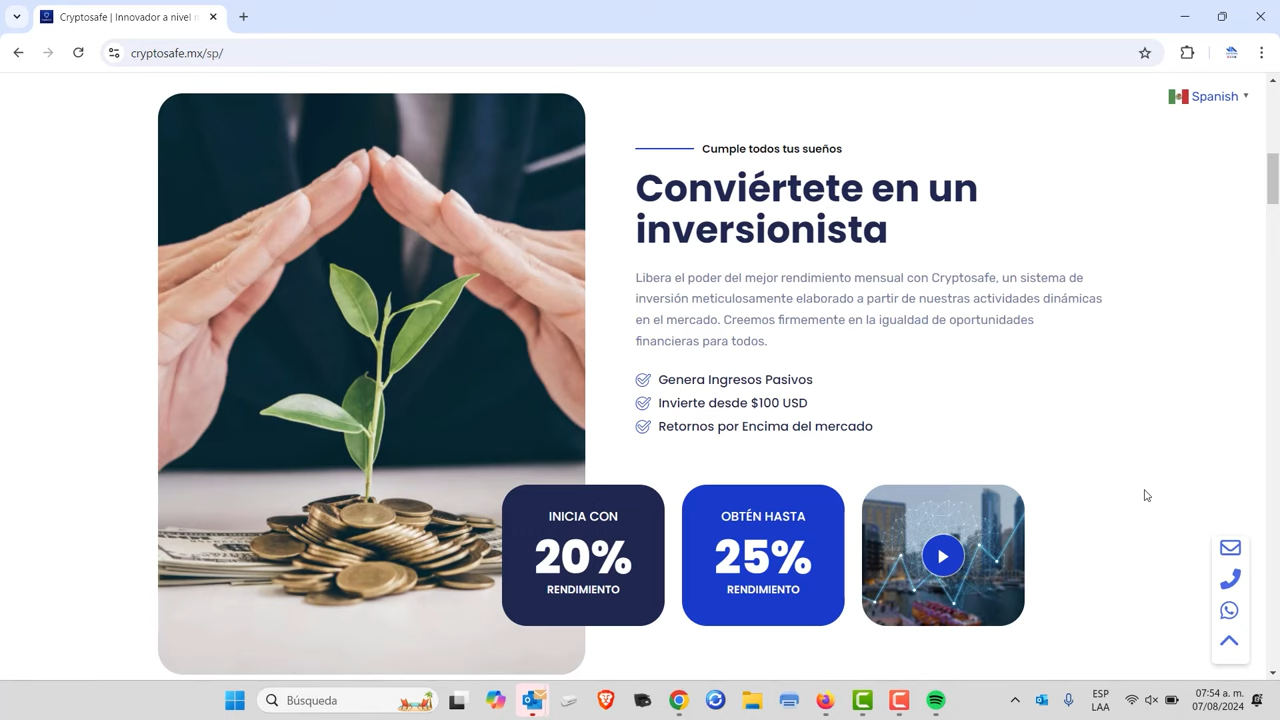 Cryptosafe | Innovador a nivel
cryptosafe.mx/sp/
Spanish
Cumple todos tus sueños
Conviértete en un
inversionista
Libera el poder del mejor rendimiento mensual con Cryptosafe, un sistema de
inversión meticulosamente elaborado a partir de nuestras actividades dinámicas
en el mercado. Creemos firmemente en la igualdad de oportunidades
financieras para todos.
Genera Ingresos Pasivos
Invierte desde $100 USD
Retornos por Encima del mercado
INICIA CON
20%
RENDIMIENTO
OBTÉN HASTA
25%
RENDIMIENTO
Búsqueda
ESP
LAA
07:54 a. m.
07/08/2024